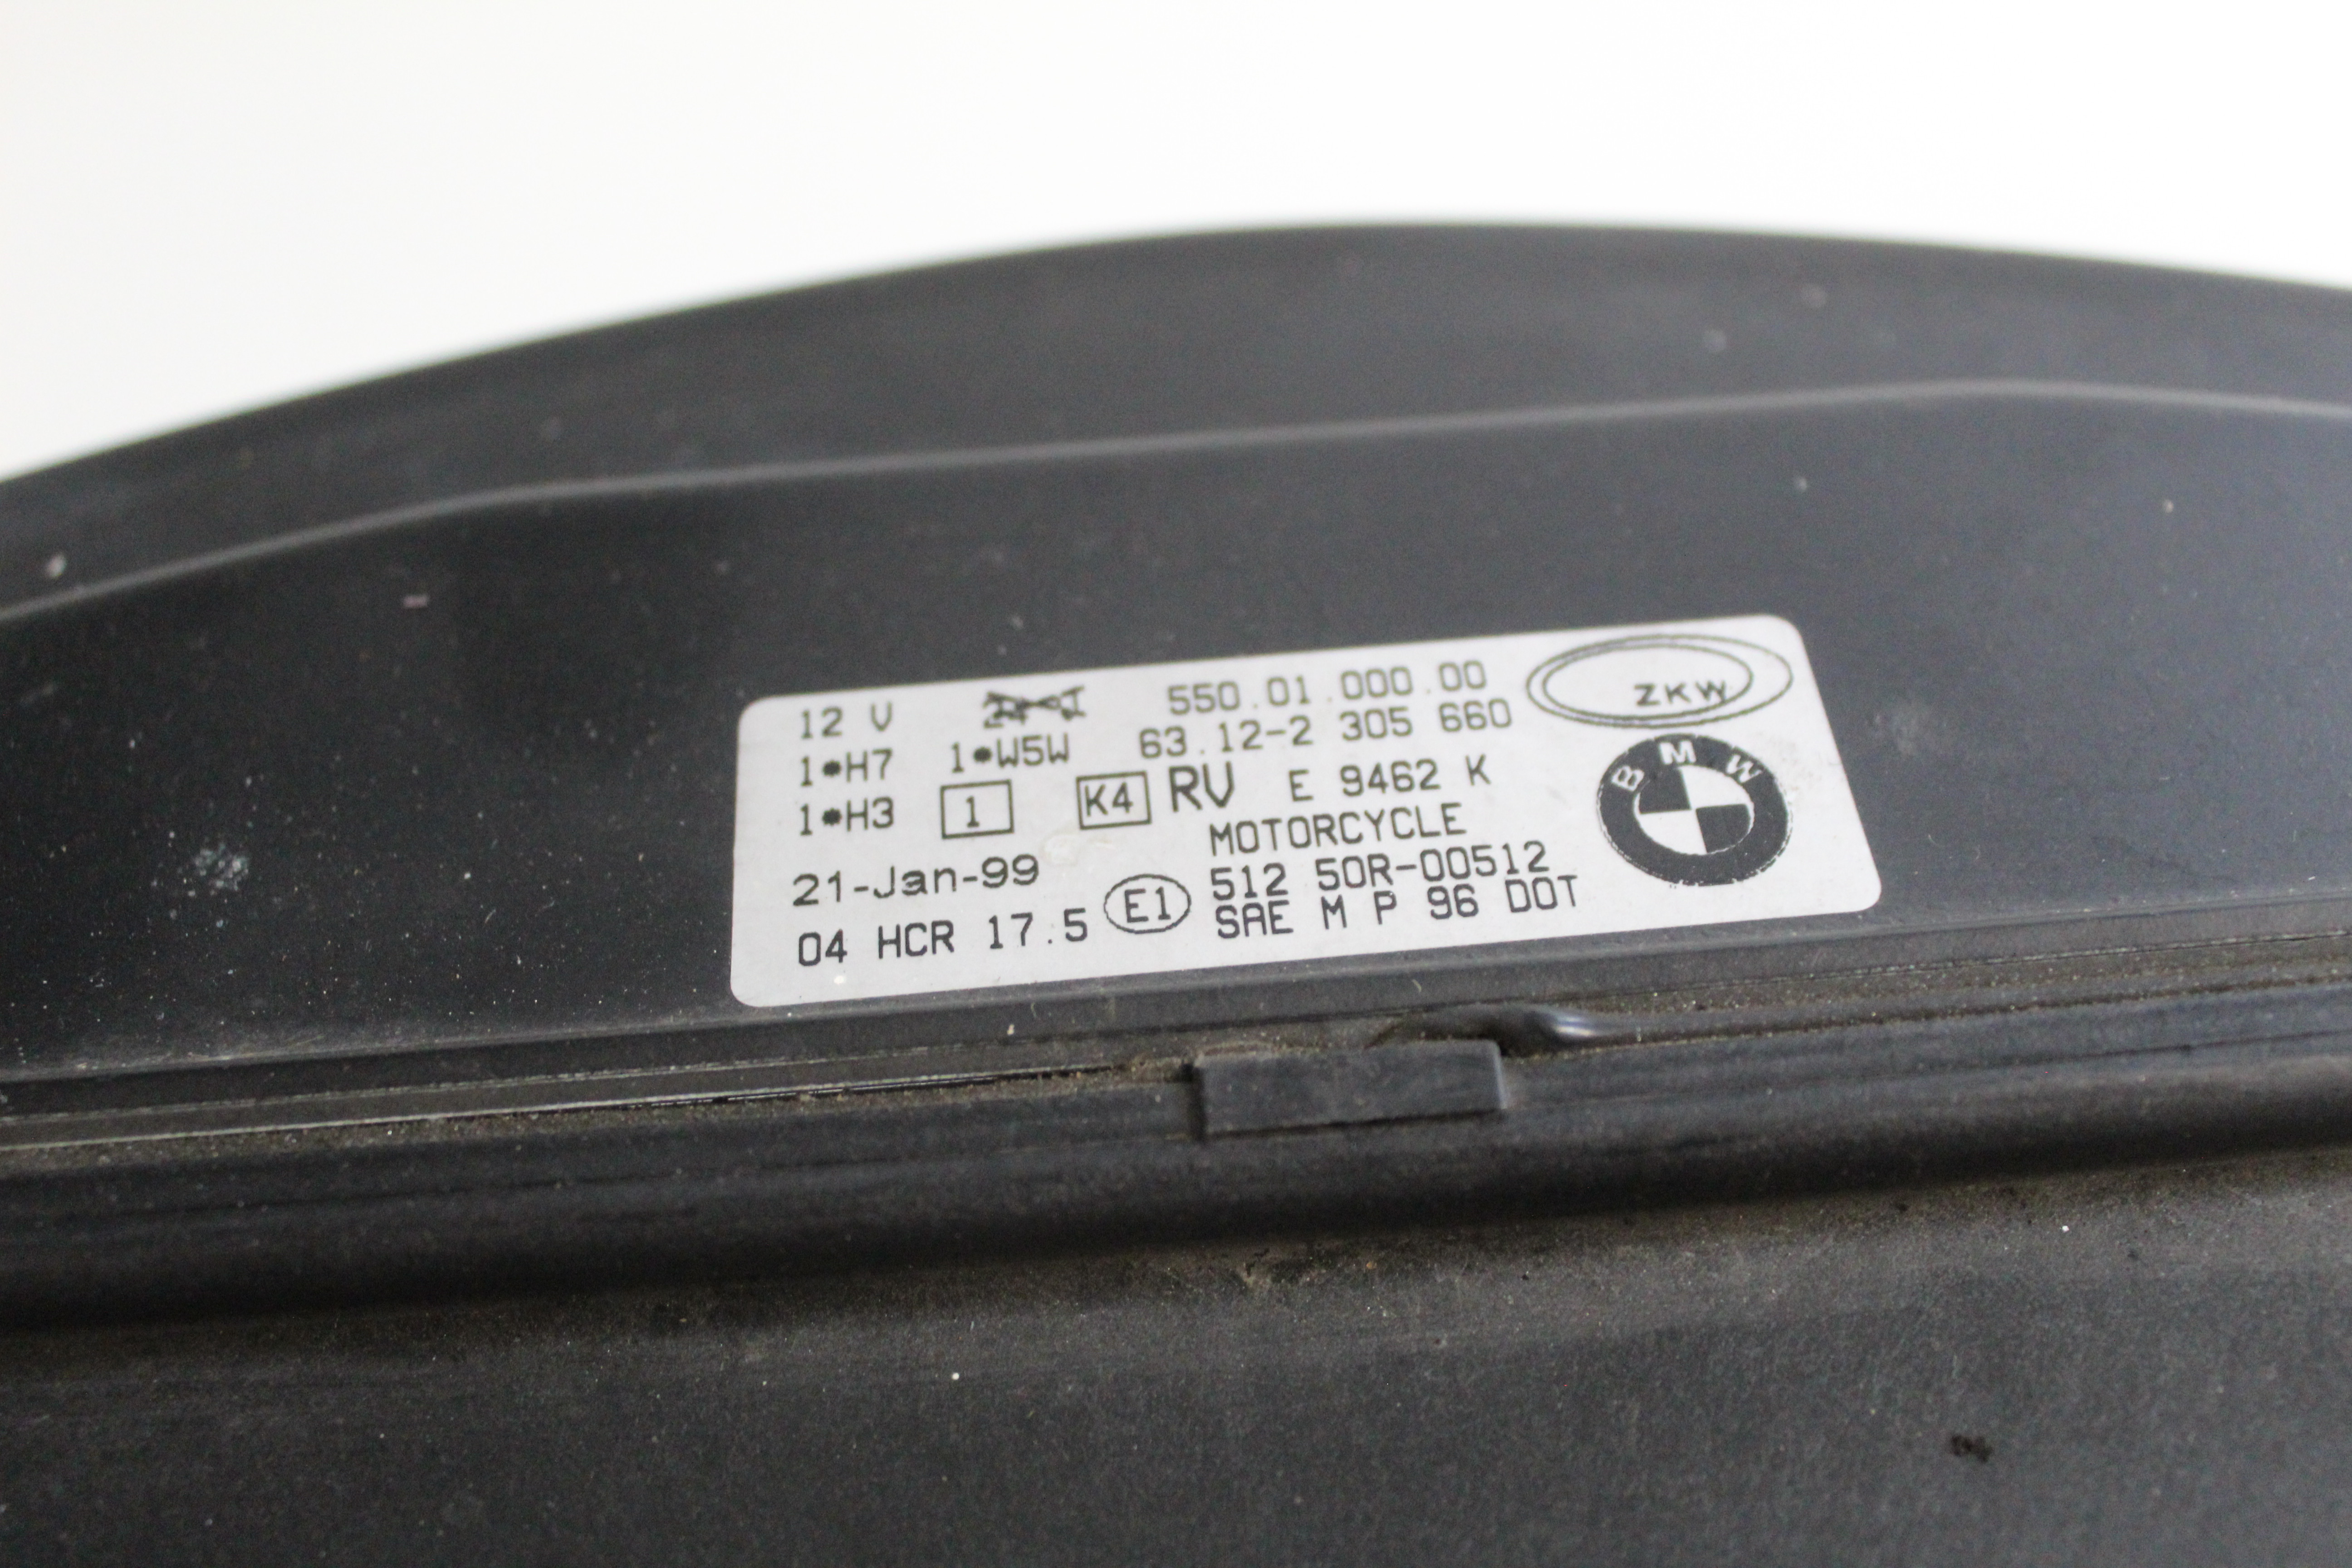 12 V 550.01.000.00 ZKW
1*H7 1*W5W 63.12-2 305 660
1*H3 1 K4 RV E 9462 K BMW
MOTORCYCLE
21-Jan-99 512 50R-00512
04 HCR 17.5 E1 SAE M P 96 DOT